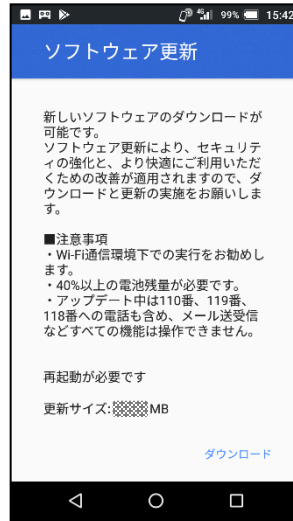 99% 15:42
ソフトウェア更新
新しいソフトウェアのダウンロードが
可能です。
ソフトウェア更新により、セキュリテ
ィの強化と、より快適にご利用いただ
くための改善が適用されますので、ダ
ウンロードと更新の実施をお願いしま
す。
■注意事項
・Wi-Fi通信環境下での実行をお勧めし
ます。
・40%以上の電池残量が必要です。
・アップデート中は110番、119番、
118番への電話も含め、メール送受信
などすべての機能は操作できません。
再起動が必要です
更新サイズ: MB
ダウンロード